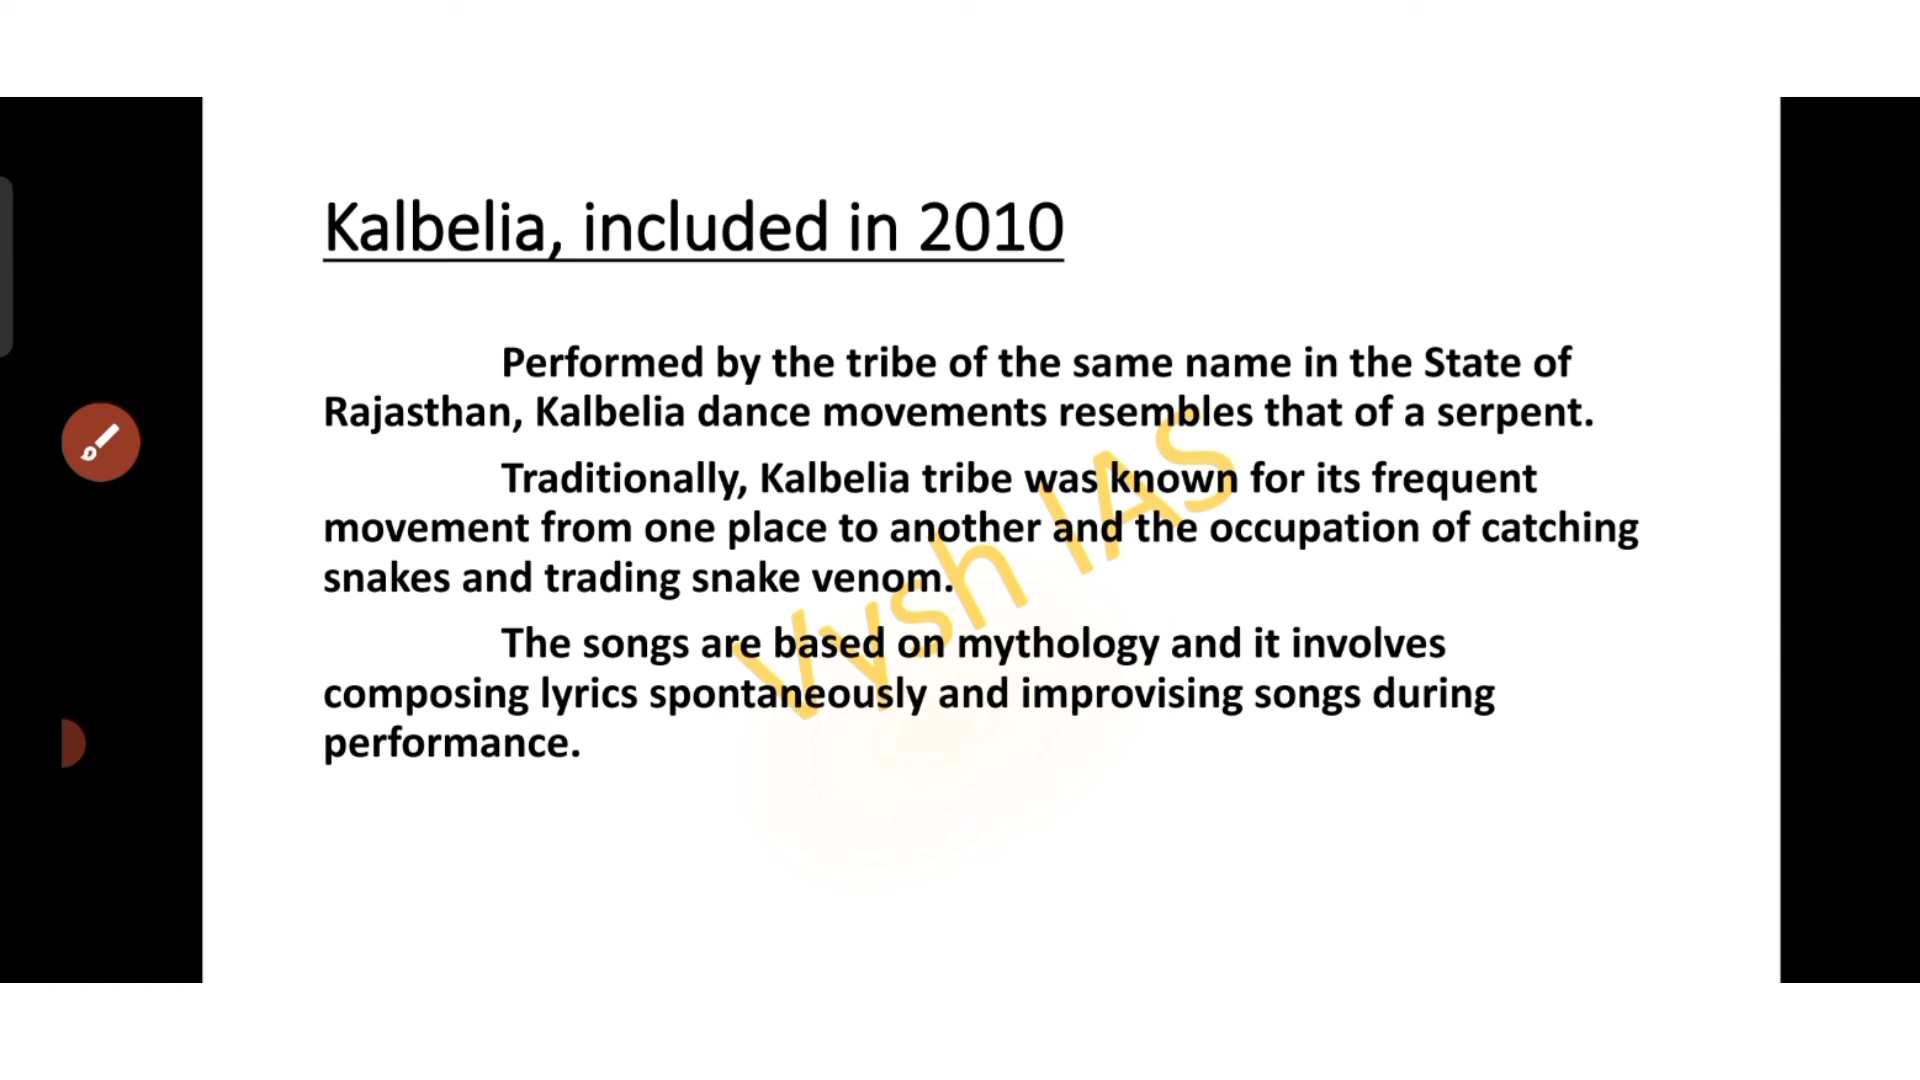 Kalbelia, included in 2010
Performed by the tribe of the same name in the State of
Rajasthan, Kalbelia dance movements resembles that of a serpent.
Traditionally, Kalbelia tribe was known for its frequent
movement from one place to another and the occupation of catching
snakes and trading snake venom.
The songs are based on mythology and it involves
composing lyrics spontaneously and improvising songs during
performance.
Vvsh IAS